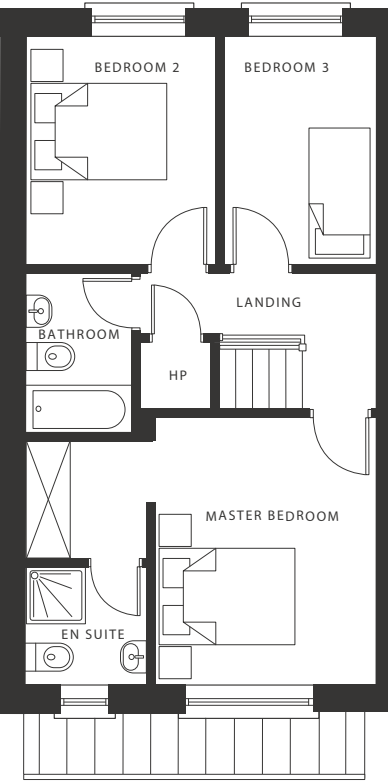 BEDROOM 2
BEDROOM 3
LANDING
BATHROOM
HP
MASTER BEDROOM
EN SUITE